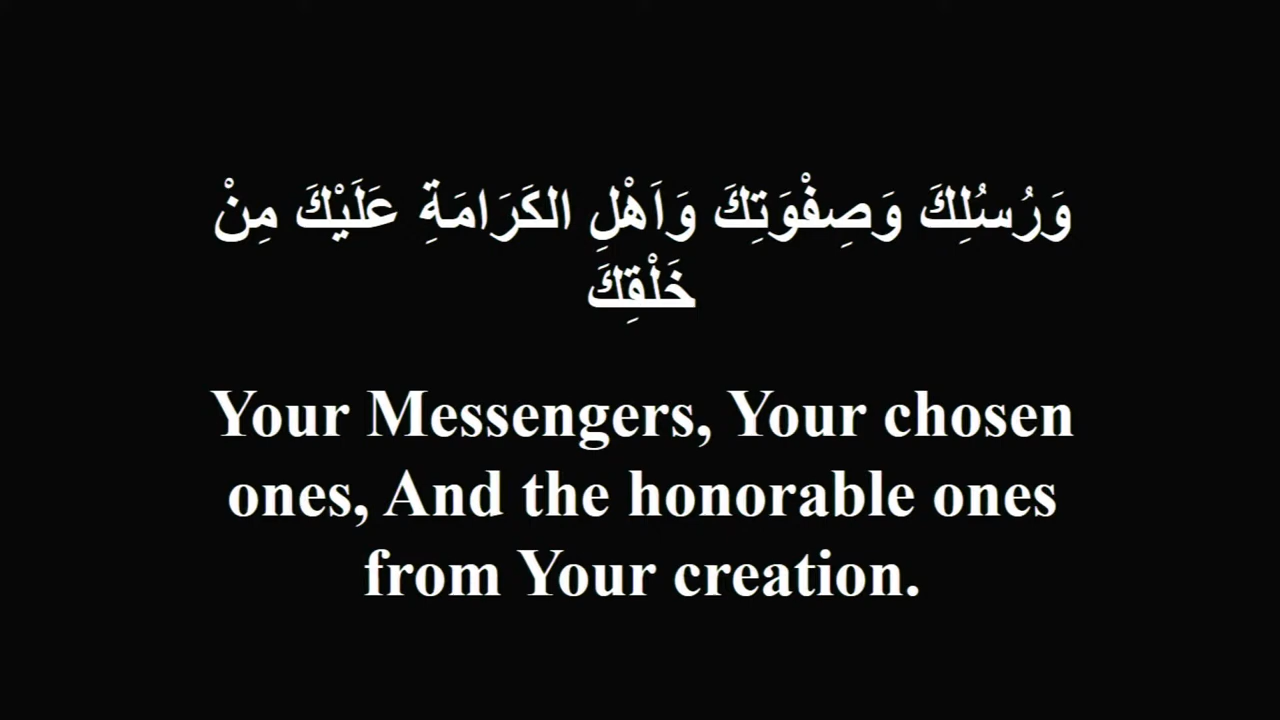 وَرُسُلِكَ وَصِفْوَتِكَ وَاَهْلِ الكَرَامَةِ عَلَيْكَ مِنْ
خَلْقِكَ
Your Messengers, Your chosen
ones, And the honorable ones
from Your creation.